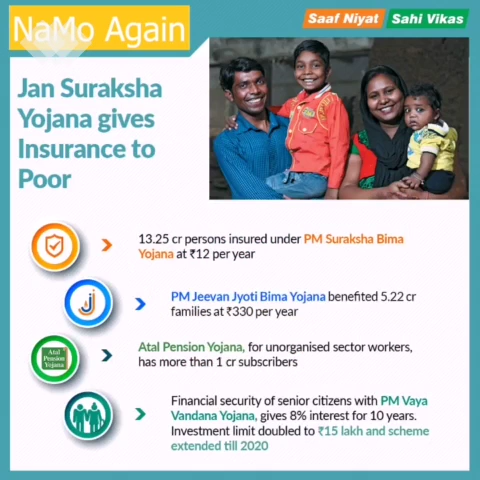 NaMo Again
Saaf Niyat Sahi Vikas
Jan Suraksha
Yojana gives
Insurance to
Poor
13.25 cr persons insured under PM Suraksha Bima
Yojana at ₹12 per year
PM Jeevan Jyoti Bima Yojana benefited 5.22 cr
families at ₹330 per year
Atal
Pension
Yojana
Atal Pension Yojana, for unorganised sector workers,
has more than 1 cr subscribers
Financial security of senior citizens with PM Vaya
Vandana Yojana, gives 8% interest for 10 years.
Investment limit doubled to ₹15 lakh and scheme
extended till 2020